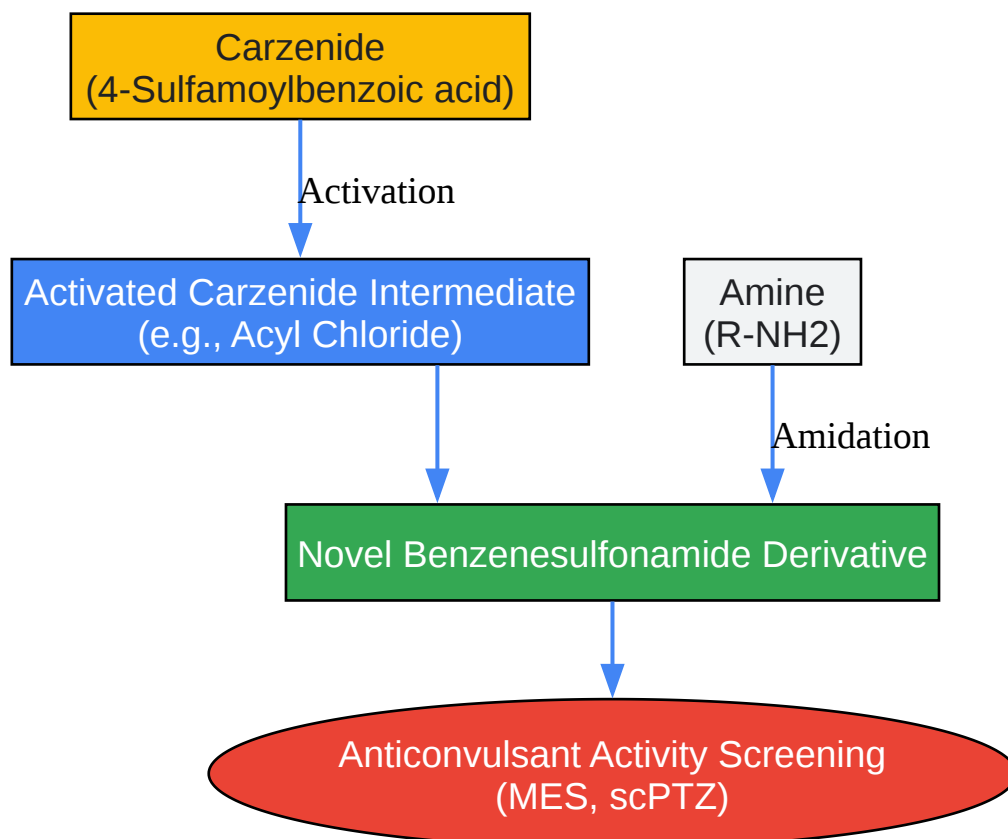 Carzenide
(4-Sulfamoylbenzoic acid)
Activation
Activated Carzenide Intermediate
(e.g., Acyl Chloride)
Amine
(R-NH2)
Amidation
Novel Benzenesulfonamide Derivative
Anticonvulsant Activity Screening
(MES, scPTZ)